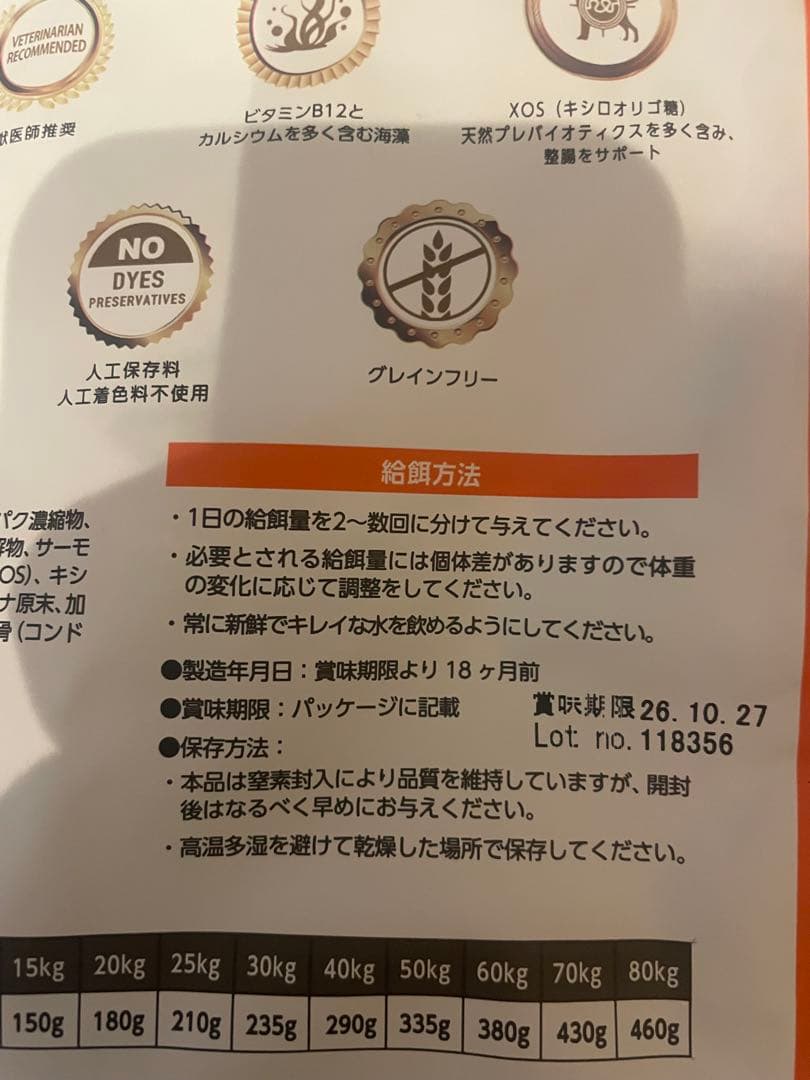 VETERINARIAN
RECOMMENDED
医師推奨
ビタミンB12と
カルシウムを多く含む海藻
XOS（キシロオリゴ糖）
天然プレバイオティクスを多く含み、
整腸をサポート
NO
DYES
PRESERVATIVES
人工保存料
人工着色料不使用
グレインフリー
給餌方法
パク濃縮物、
物、サーモ
OS)、キシ
ナ原末、加
骨（コンド
・1日の給餌量を2〜数回に分けて与えてください。
・必要とされる給餌量には個体差がありますので体重
の変化に応じて調整をしてください。
・常に新鮮でキレイな水を飲めるようにしてください。
●製造年月日：賞味期限より18ヶ月前
●賞味期限：パッケージに記載
賞味期限26.10.27
Lot no.118356
●保存方法：
・本品は窒素封入により品質を維持していますが、開封
後はなるべく早めにお与えください。
・高温多湿を避けて乾燥した場所で保存してください。
15kg 20kg 25kg 30kg 40kg 50kg 60kg 70kg 80kg
150g 180g 210g 235g 290g 335g 380g 430g 460g